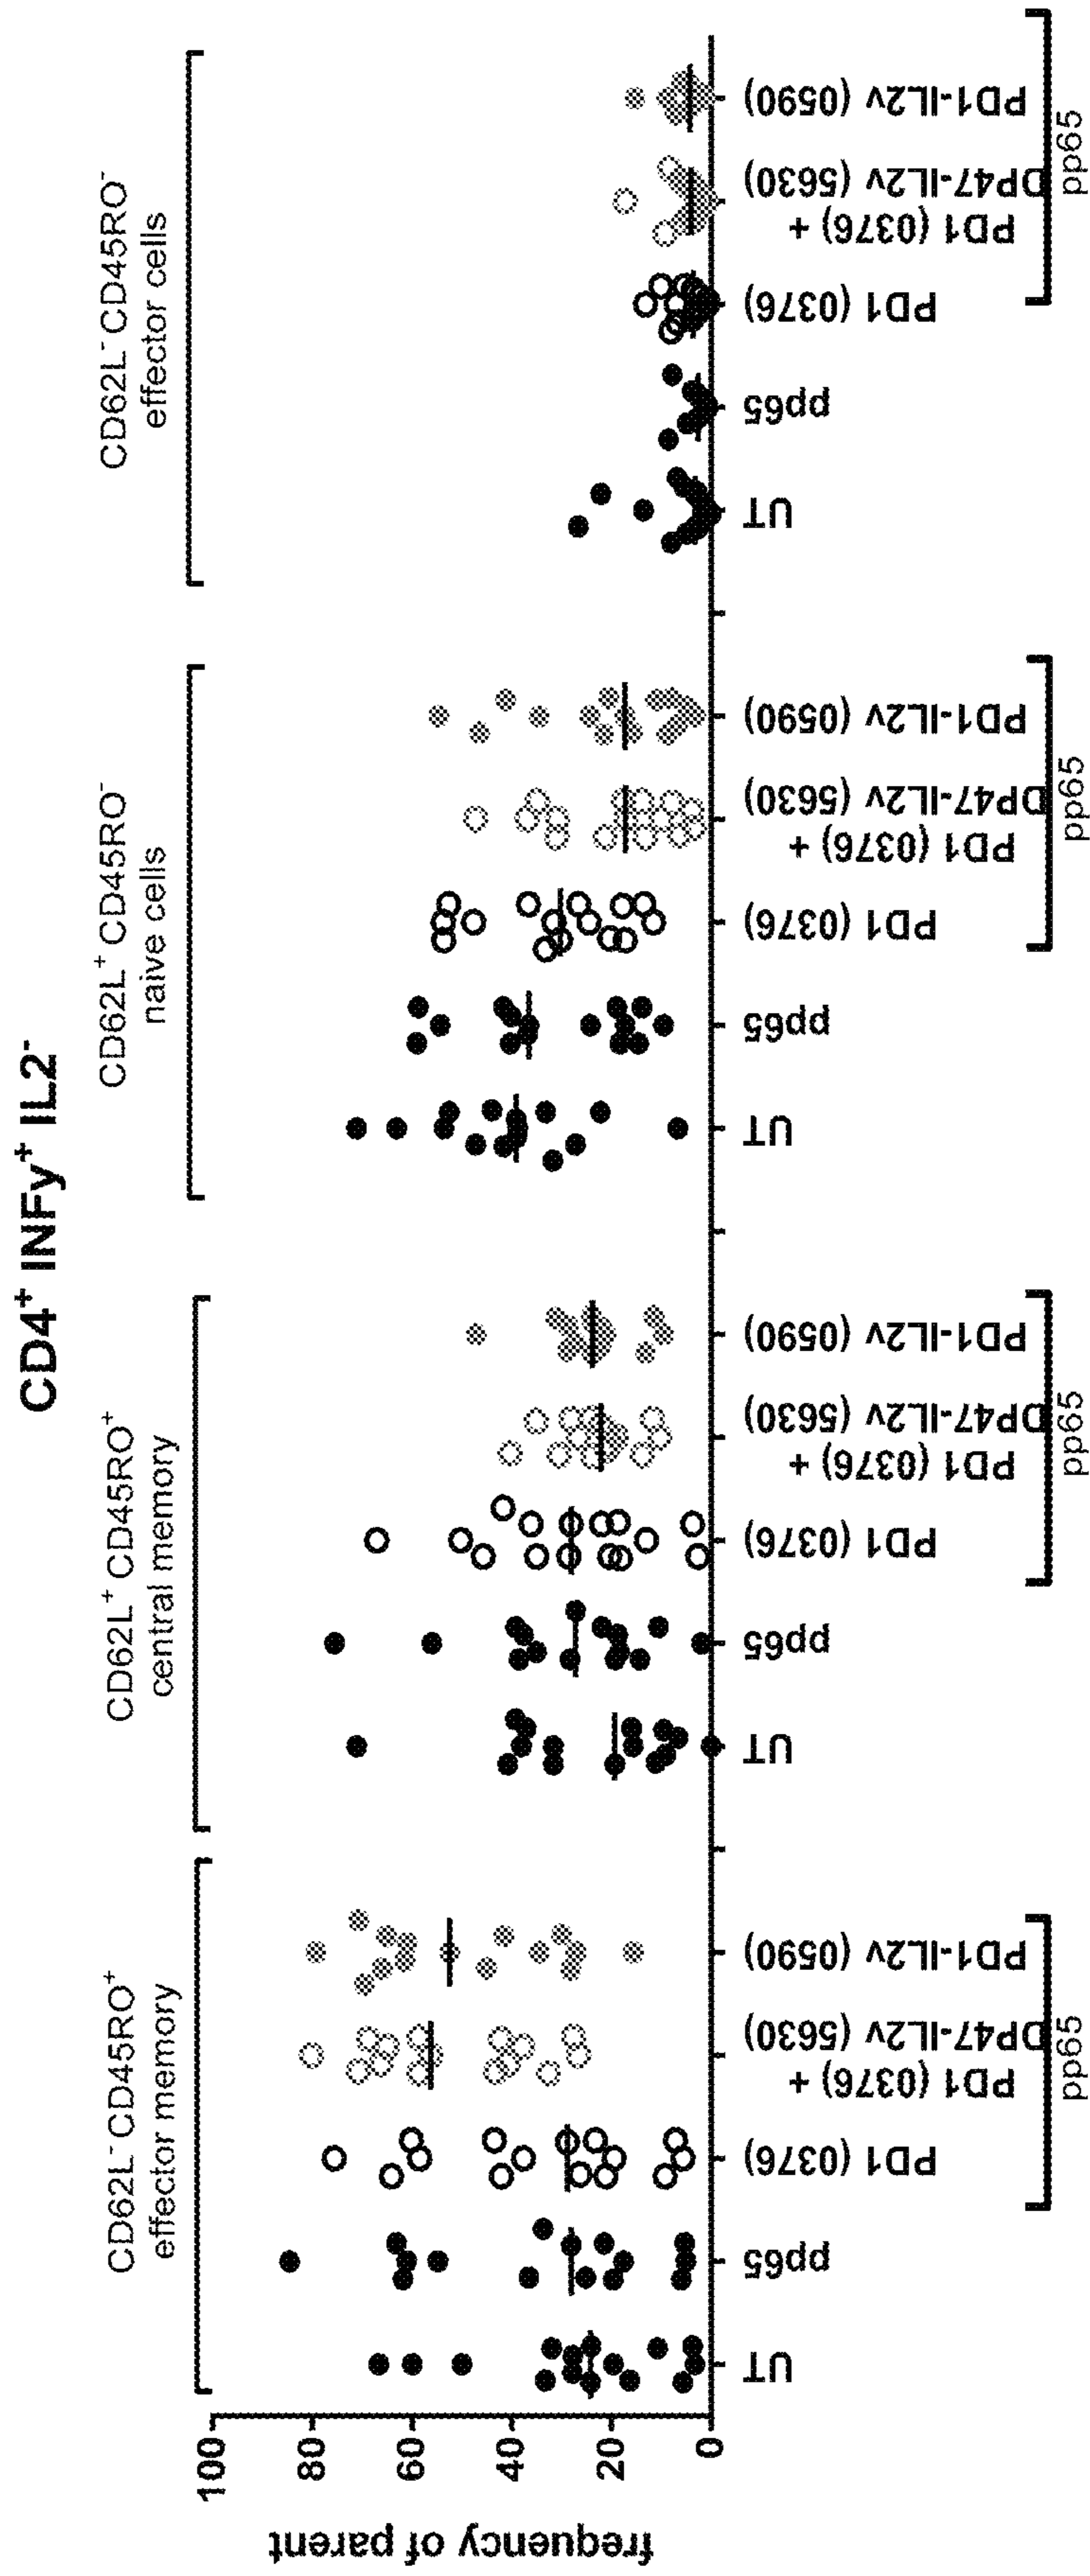 CD4⁺ INFy⁺ IL2⁻
CD62L⁻ CD45RO⁺
effector memory
CD62L⁺ CD45RO⁺
central memory
CD62L⁺ CD45RO⁻
naive cells
CD62L⁻ CD45RO⁻
effector cells
frequency of parent
100
80
60
40
20
0
UT
pp65
PD1 (0376)
PD1 (0376) +
DP47-IL2v (5630)
PD1-IL2v (0590)
pp65
UT
pp65
PD1 (0376)
PD1 (0376) +
DP47-IL2v (5630)
PD1-IL2v (0590)
pp65
UT
pp65
PD1 (0376)
PD1 (0376) +
DP47-IL2v (5630)
PD1-IL2v (0590)
pp65
UT
pp65
PD1 (0376)
PD1 (0376) +
DP47-IL2v (5630)
PD1-IL2v (0590)
pp65